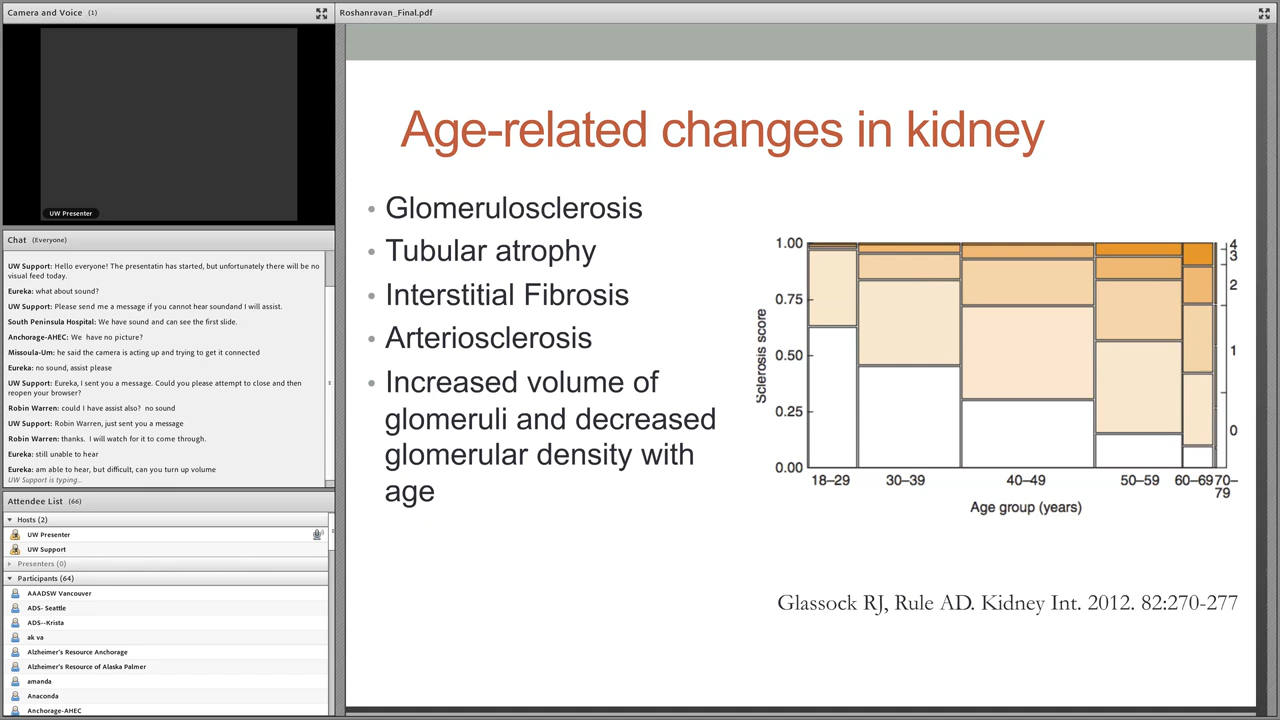 Camera and Voice (1)
UW Presenter
Chat (Everyone)
UW Support: Hello everyone! The presentatin has started, but unfortunately there will be no
visual feed today.
Eureka: what about sound?
UW Support: Please send me a message if you cannot hear soundand I will assist.
South Peninsula Hospital: We have sound and can see the first slide.
Anchorage-AHEC: We have no picture?
Missoula-Um: he said the camera is acting up and trying to get it connected
Eureka: no sound, assist please
UW Support: Eureka, I sent you a message. Could you please attempt to close and then
reopen your browser?
Robin Warren: could I have assist also? no sound
UW Support: Robin Warren, just sent you a message
Robin Warren: thanks. I will watch for it to come through.
Eureka: still unable to hear
Eureka: am able to hear, but difficult, can you turn up volume
UW Support is typing...
Attendee List (66)
Hosts (2)
UW Presenter
UW Support
Presenters (0)
Participants (64)
AAADSW Vancouver
ADS- Seattle
ADS--Krista
ak va
Alzheimer's Resource Anchorage
Alzheimer's Resource of Alaska Palmer
amanda
Anaconda
Anchorage-AHEC
Roshanravan_Final.pdf
Age-related changes in kidney
• Glomerulosclerosis
• Tubular atrophy
• Interstitial Fibrosis
• Arteriosclerosis
• Increased volume of
glomeruli and decreased
glomerular density with
age
Sclerosis score
1.00
0.75
0.50
0.25
0.00
4
3
2
1
0
18–29 30–39 40–49 50–59 60–69 70–
79
Age group (years)
Glassock RJ, Rule AD. Kidney Int. 2012. 82:270-277